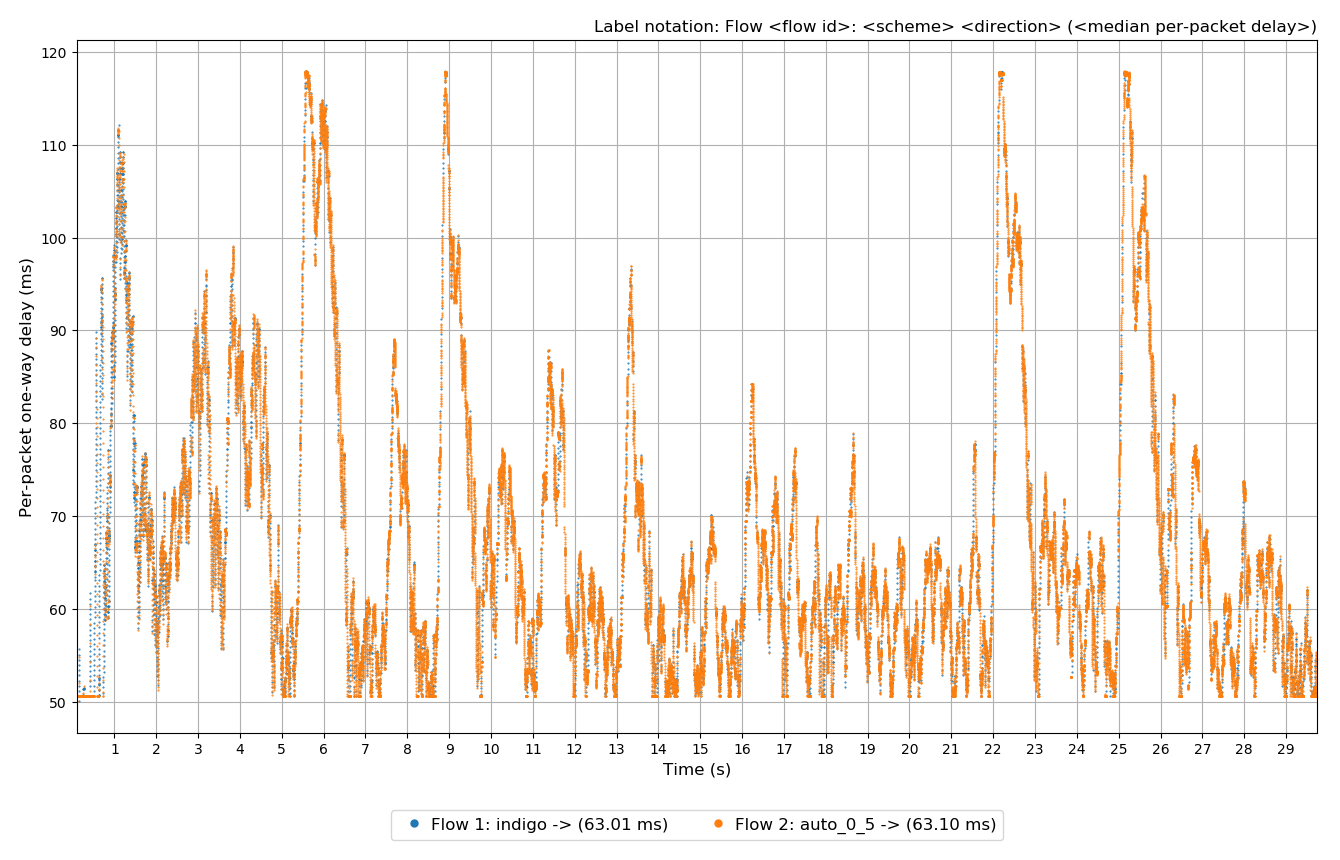 Label notation: Flow <flow id>: <scheme> <direction> (<median per-packet delay>)
Per-packet one-way delay (ms)
120
110
100
90
80
70
60
50
1 2 3 4 5 6 7 8 9 10 11 12 13 14 15 16 17 18 19 20 21 22 23 24 25 26 27 28 29
Time (s)
Flow 1: indigo -> (63.01 ms) Flow 2: auto_0_5 -> (63.10 ms)